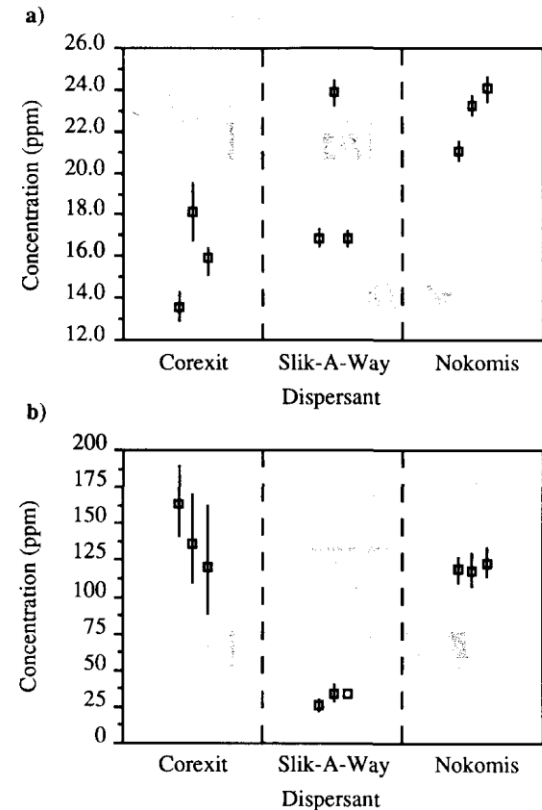 a)
Concentration (ppm)
26.0
24.0
22.0
20.0
18.0
16.0
14.0
12.0
Corexit Slik-A-Way Nokomis
Dispersant
b)
Concentration (ppm)
200
175
150
125
100
75
50
25
0
Corexit Slik-A-Way Nokomis
Dispersant